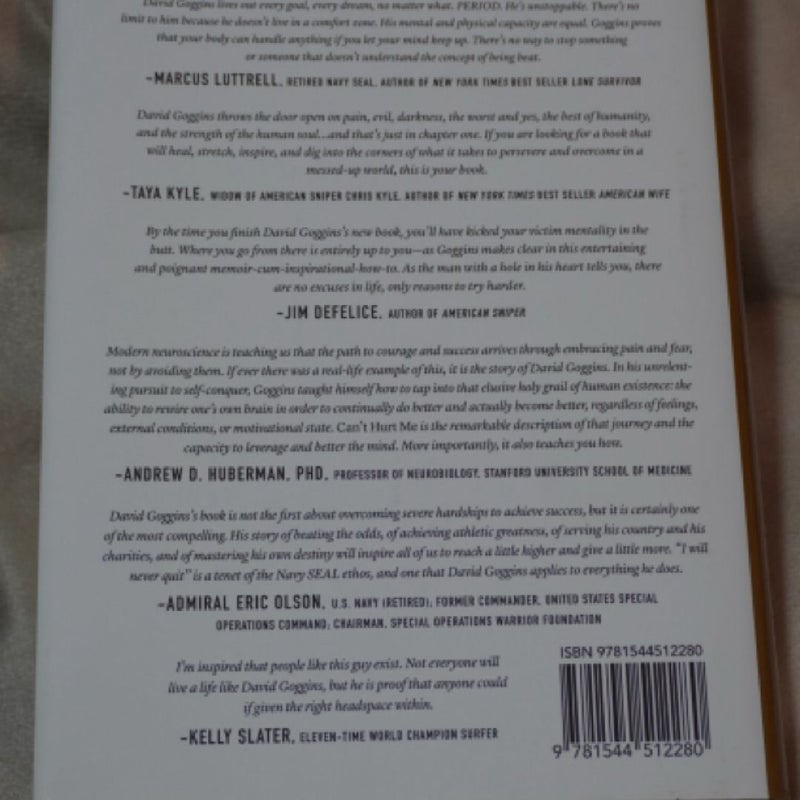 David Goggins lives out every goal, every dream, no matter what. PERIOD. He's unstoppable. There's no
limit to him because he doesn't live in a comfort zone. His mental and physical capacity are equal. Goggins proves
that your body can handle anything if you let your mind keep up. There's no way to stop something
or someone that doesn't understand the concept of being beat.
–MARCUS LUTTRELL, RETIRED NAVY SEAL, AUTHOR OF NEW YORK TIMES BEST SELLER LONE SURVIVOR
David Goggins throws the door open on pain, evil, darkness, the worst and yes, the best of humanity,
and the strength of the human soul...and that's just in chapter one. If you are looking for a book that
will heal, stretch, inspire, and dig into the corners of what it takes to persevere and overcome in a
messed-up world, this is your book.
–TAYA KYLE, WIDOW OF AMERICAN SNIPER CHRIS KYLE, AUTHOR OF NEW YORK TIMES BEST SELLER AMERICAN WIFE
By the time you finish David Goggins's new book, you'll have kicked your victim mentality in the
butt. Where you go from there is entirely up to you—as Goggins makes clear in this entertaining
and poignant memoir-cum-inspirational-how-to. As the man with a hole in his heart tells you, there
are no excuses in life, only reasons to try harder.
–JIM DEFELICE, AUTHOR OF AMERICAN SNIPER
Modern neuroscience is teaching us that the path to courage and success arrives through embracing pain and fear,
not by avoiding them. If ever there was a real-life example of this, it is the story of David Goggins. In his unrelent-
ing pursuit to self-conquer, Goggins taught himself how to tap into that elusive holy grail of human existence: the
ability to rewire one's own brain in order to continually do better and actually become better, regardless of feelings,
external conditions, or motivational state. Can't Hurt Me is the remarkable description of that journey and the
capacity to leverage and better the mind. More importantly, it also teaches you how.
–ANDREW D. HUBERMAN, PHD, PROFESSOR OF NEUROBIOLOGY, STANFORD UNIVERSITY SCHOOL OF MEDICINE
David Goggins's book is not the first about overcoming severe hardships to achieve success, but it is certainly one
of the most compelling. His story of beating the odds, of achieving athletic greatness, of serving his country and his
charities, and of mastering his own destiny will inspire all of us to reach a little higher and give a little more. "I will
never quit" is a tenet of the Navy SEAL ethos, and one that David Goggins applies to everything he does.
–ADMIRAL ERIC OLSON, U.S. NAVY (RETIRED); FORMER COMMANDER, UNITED STATES SPECIAL
OPERATIONS COMMAND; CHAIRMAN, SPECIAL OPERATIONS WARRIOR FOUNDATION
I'm inspired that people like this guy exist. Not everyone will
live a life like David Goggins, but he is proof that anyone could
if given the right headspace within.
–KELLY SLATER, ELEVEN-TIME WORLD CHAMPION SURFER
ISBN 9781544512280
9 781544 512280